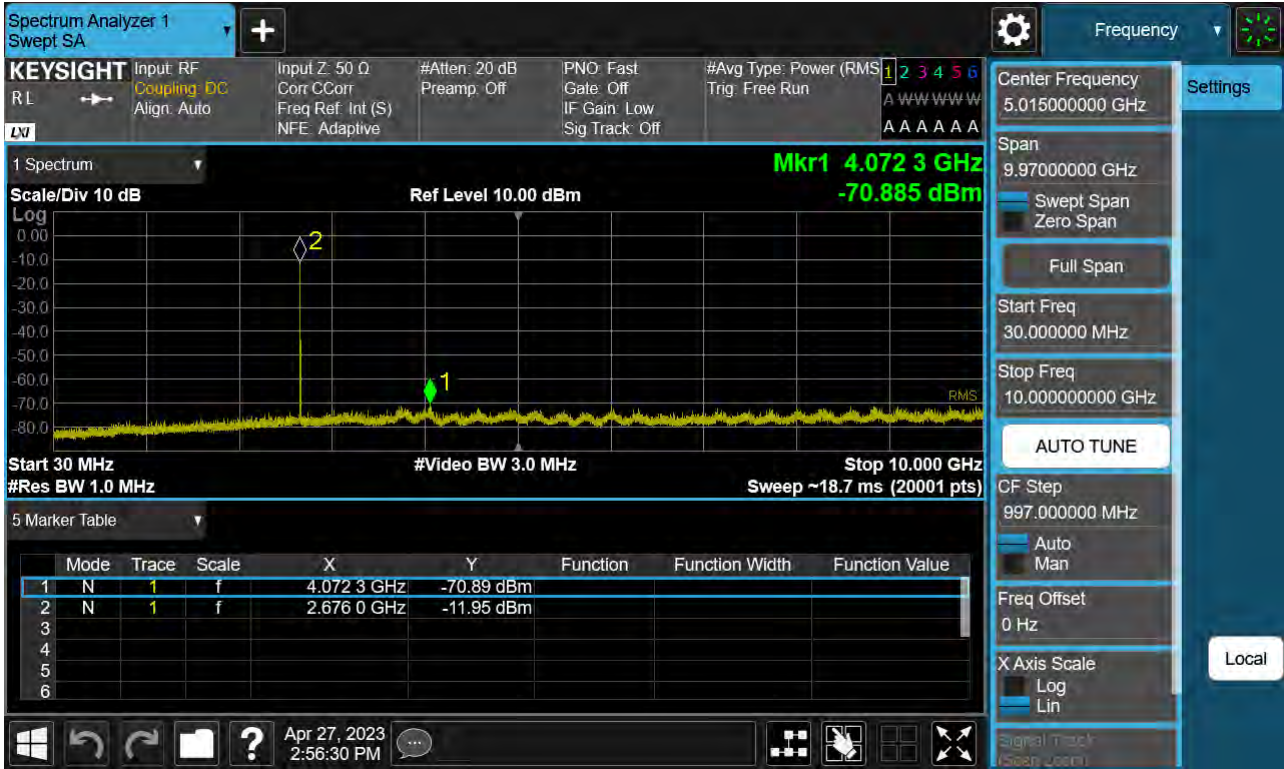 Spectrum Analyzer 1
Swept SA
Frequency
KEYSIGHT
R L
LXI
Input: RF
Coupling: DC
Align: Auto
Input Z: 50 Ω
Corr CCorr
Freq Ref: Int (S)
NFE: Adaptive
#Atten: 20 dB
Preamp: Off
PNO: Fast
Gate: Off
IF Gain: Low
Sig Track: Off
#Avg Type: Power (RMS
Trig: Free Run
1 2 3 4 5 6
A W W W W W
A A A A A A
1 Spectrum
Mkr1 4.072 3 GHz
-70.885 dBm
Scale/Div 10 dB
Ref Level 10.00 dBm
Log
0.00
-10.0
-20.0
-30.0
-40.0
-50.0
-60.0
-70.0
-80.0
2
1
RMS
Start 30 MHz
#Video BW 3.0 MHz
Stop 10.000 GHz
#Res BW 1.0 MHz
Sweep ~18.7 ms (20001 pts)
5 Marker Table
Mode Trace Scale X Y Function Function Width Function Value
1 N 1 f 4.072 3 GHz -70.89 dBm
2 N 1 f 2.676 0 GHz -11.95 dBm
3
4
5
6
?
Apr 27, 2023
2:56:30 PM
Center Frequency
5.015000000 GHz
Settings
Span
9.97000000 GHz
Swept Span
Zero Span
Full Span
Start Freq
30.000000 MHz
Stop Freq
10.000000000 GHz
AUTO TUNE
CF Step
997.000000 MHz
Auto
Man
Freq Offset
0 Hz
X Axis Scale
Log
Lin
Local
Signal Track
(Span Zoom)